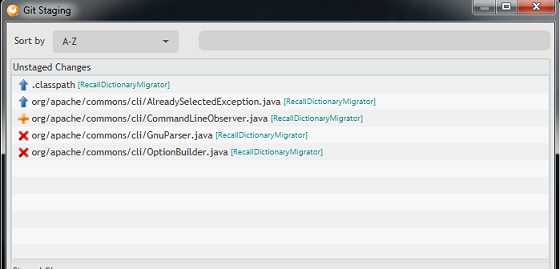 Git Staging
Sort by A-Z
Unstaged Changes
.classpath [RecallDictionaryMigrator]
org/apache/commons/cli/AlreadySelectedException.java [RecallDictionaryMigrator]
org/apache/commons/cli/CommandLineObserver.java [RecallDictionaryMigrator]
org/apache/commons/cli/GnuParser.java [RecallDictionaryMigrator]
org/apache/commons/cli/OptionBuilder.java [RecallDictionaryMigrator]